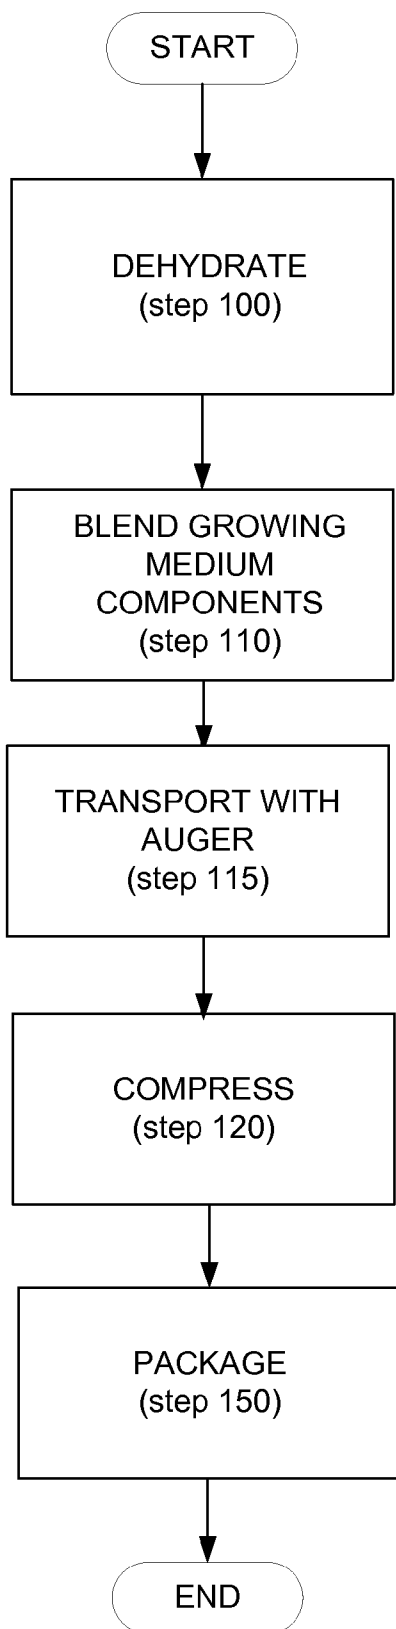 START
DEHYDRATE
(step 100)
BLEND GROWING
MEDIUM
COMPONENTS
(step 110)
TRANSPORT WITH
AUGER
(step 115)
COMPRESS
(step 120)
PACKAGE
(step 150)
END